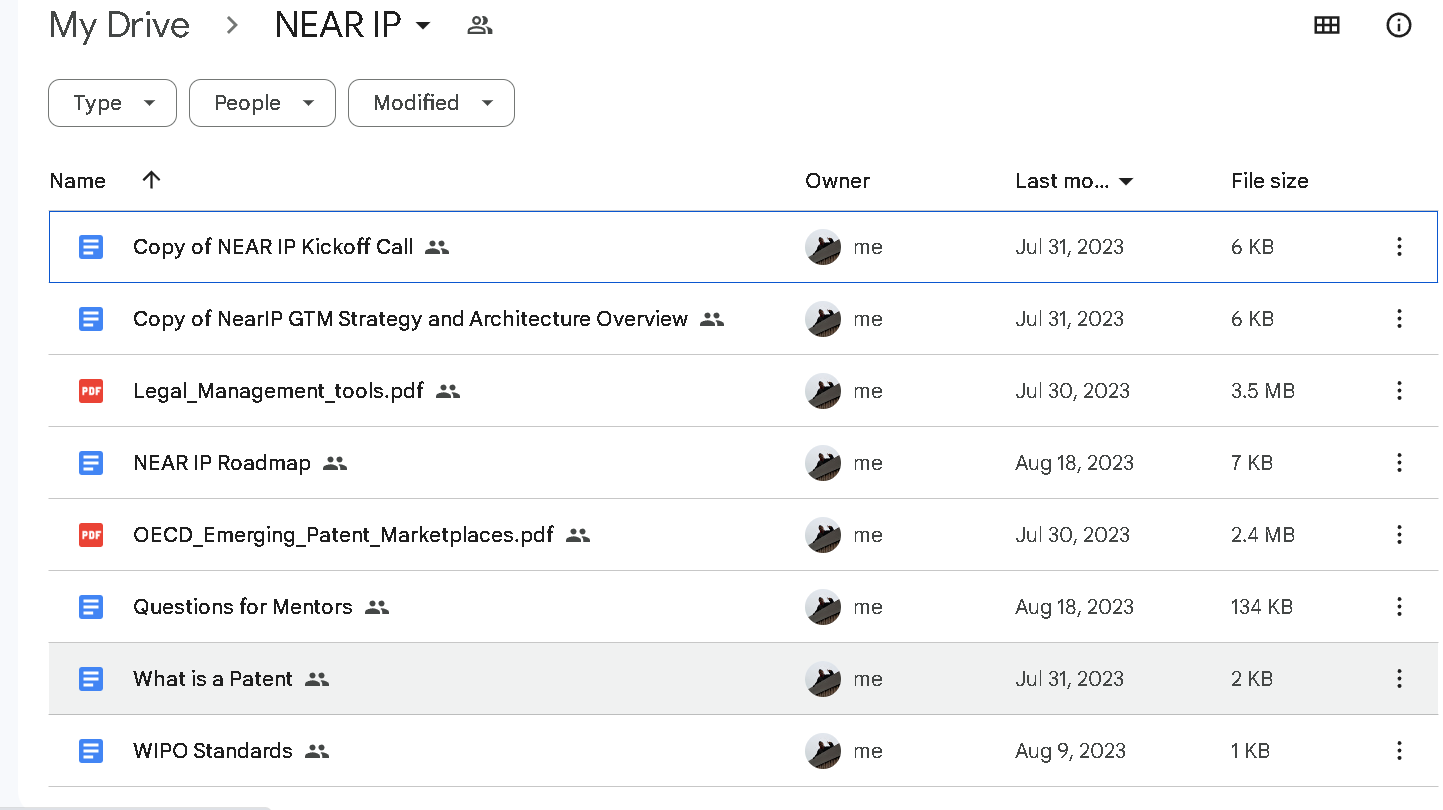 My Drive > NEAR IP
Type People Modified
Name Owner Last mo... File size
Copy of NEAR IP Kickoff Call me Jul 31, 2023 6 KB
Copy of NearIP GTM Strategy and Architecture Overview me Jul 31, 2023 6 KB
PDF Legal_Management_tools.pdf me Jul 30, 2023 3.5 MB
NEAR IP Roadmap me Aug 18, 2023 7 KB
PDF OECD_Emerging_Patent_Marketplaces.pdf me Jul 30, 2023 2.4 MB
Questions for Mentors me Aug 18, 2023 134 KB
What is a Patent me Jul 31, 2023 2 KB
WIPO Standards me Aug 9, 2023 1 KB